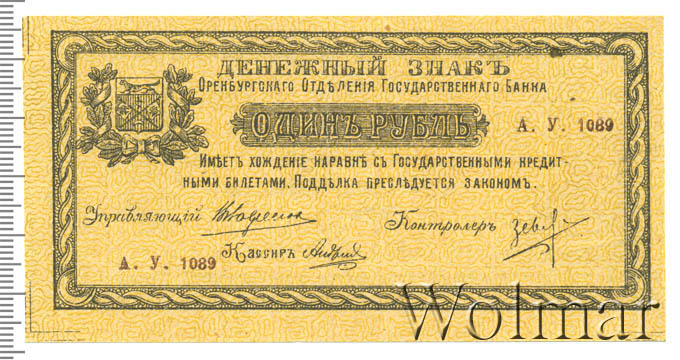 ДЕНЕЖНЫЙ ЗНАКЪ
ОРЕНБУРГСКАГО ОТДѢЛЕНІЯ ГОСУДАРСТВЕННАГО БАНКА
ОДИНЪ РУБЛЬ
А. У. 1089
ИМѢЕТЪ ХОЖДЕНІЕ НАРАВНѢ СЪ ГОСУДАРСТВЕННЫМИ КРЕДИТ-
НЫМИ БИЛЕТАМИ. ПОДДѢЛКА ПРЕСЛѢДУЕТСЯ ЗАКОНОМЪ.
Управляющій
Контролеръ
Кассиръ
А. У. 1089
Wolmar